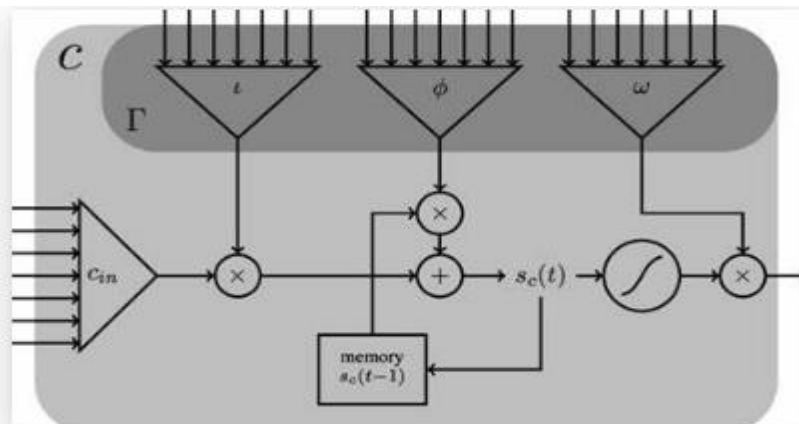 C
Γ
ι
ϕ
ω
×
c_in
×
+
s_c(t)
×
memory
s_c(t−1)